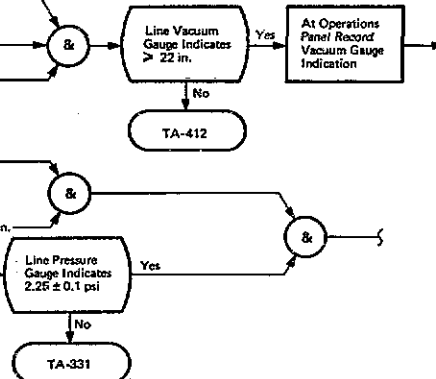 &
Line Vacuum
Gauge Indicates
⩾ 22 in.
Yes
At Operations
Panel Record
Vacuum Gauge
Indication
No
TA-412
&
n.
&
Line Pressure
Gauge Indicates
2.25 ± 0.1 psi
Yes
No
TA-331